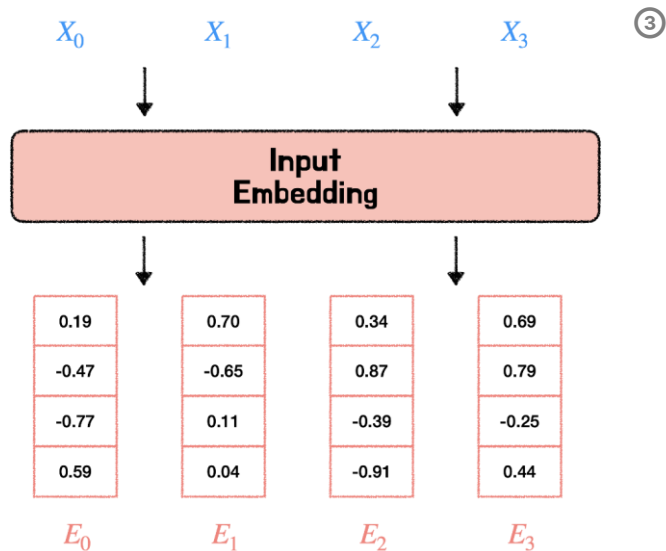 X₀ X₁ X₂ X₃ ③
Input
Embedding
0.19 0.70 0.34 0.69
-0.47 -0.65 0.87 0.79
-0.77 0.11 -0.39 -0.25
0.59 0.04 -0.91 0.44
E₀ E₁ E₂ E₃